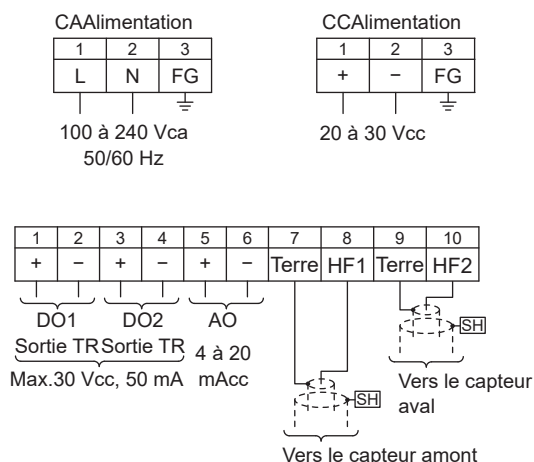 CAAlimentation
1 2 3
L N FG
100 à 240 Vca
50/60 Hz
CCAlimentation
1 2 3
+ − FG
20 à 30 Vcc
1 2 3 4 5 6 7 8 9 10
+ − + − + − Terre HF1 Terre HF2
DO1 DO2 AO
Sortie TR Sortie TR 4 à 20
Max.30 Vcc, 50 mA mAcc
SH
Vers le capteur
aval
SH
Vers le capteur amont